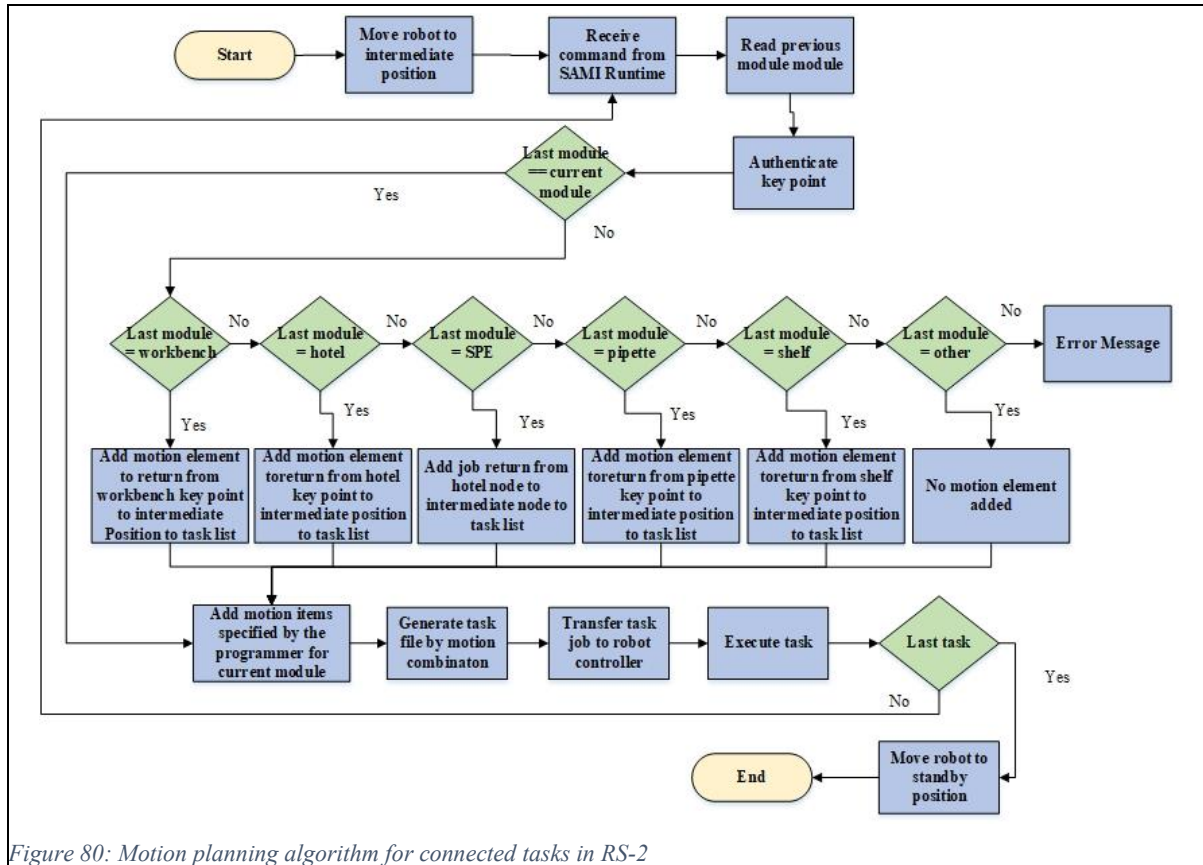 Start
Move robot to
intermediate
position
Receive
command from
SAMI Runtime
Read previous
module module
Authenticate
key point
Last module
== current
module
Yes
No
Last module
= workbench
No
Last module
= hotel
No
Last module
= SPE
No
Last module
= pipette
No
Last module
= shelf
No
Last module
= other
No
Error Message
Yes
Yes
Yes
Yes
Yes
Yes
Add motion element
to return from
workbench key point
to intermediate
Position to task list
Add motion element
toreturn from hotel
key point to
intermediate position
to task list
Add job return from
hotel node to
intermediate node to
task list
Add motion element
toreturn from pipette
key point to
intermediate position
to task list
Add motion element
toreturn from shelf
key point to
intermediate position
to task list
No motion element
added
Add motion items
specified by the
programmer for
current module
Generate task
file by motion
combinaton
Transfer task
job to robot
controller
Execute task
Last task
Yes
No
Move robot to
standby
position
End
Figure 80: Motion planning algorithm for connected tasks in RS-2